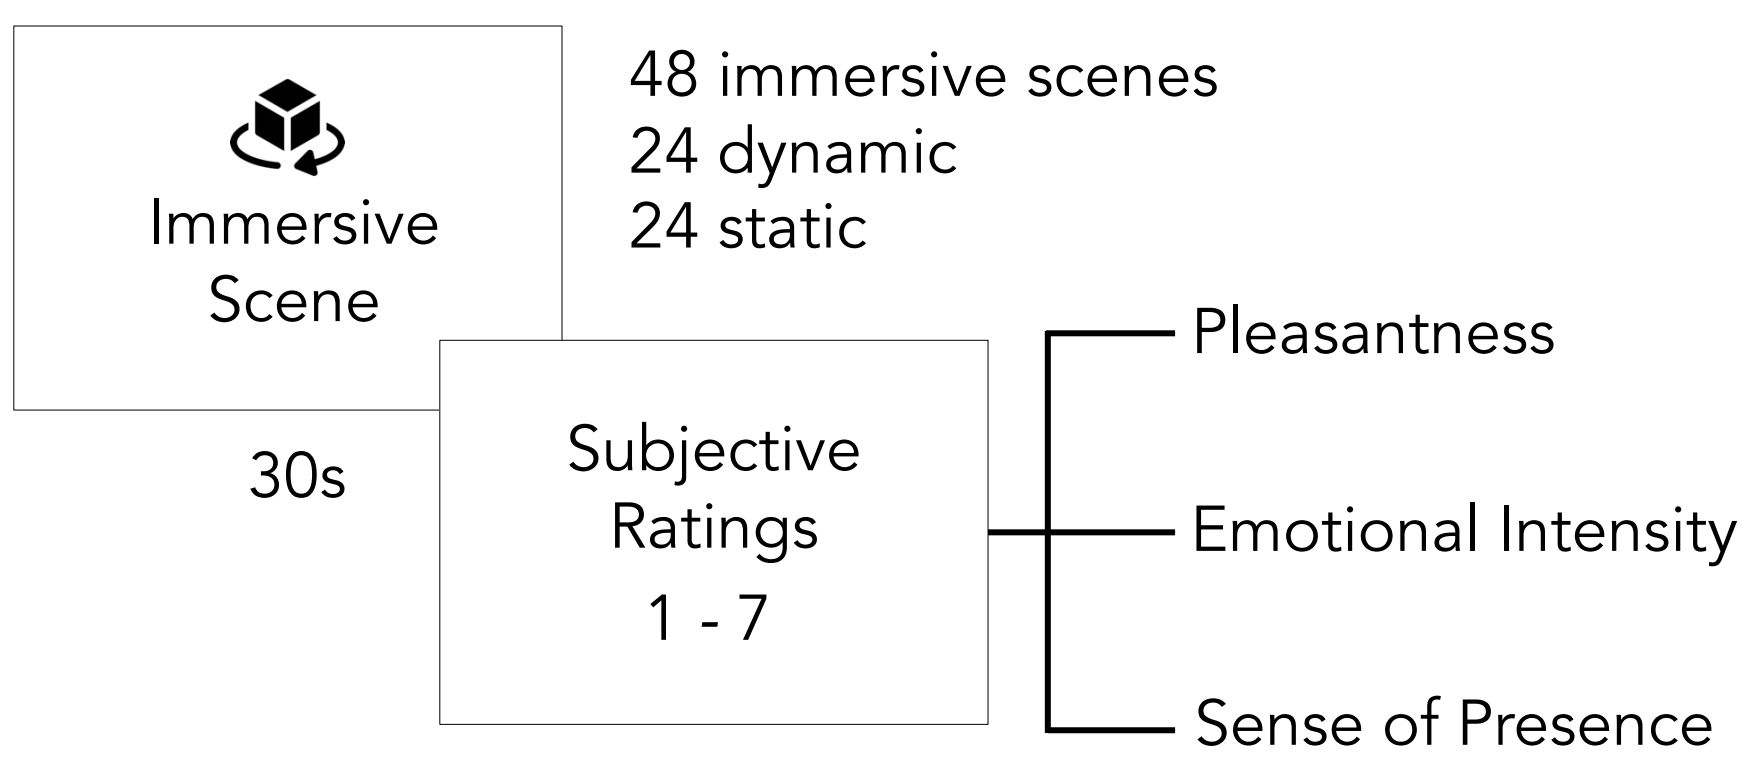 Immersive
Scene
30s
48 immersive scenes
24 dynamic
24 static
Subjective
Ratings
1 - 7
Pleasantness
Emotional Intensity
Sense of Presence